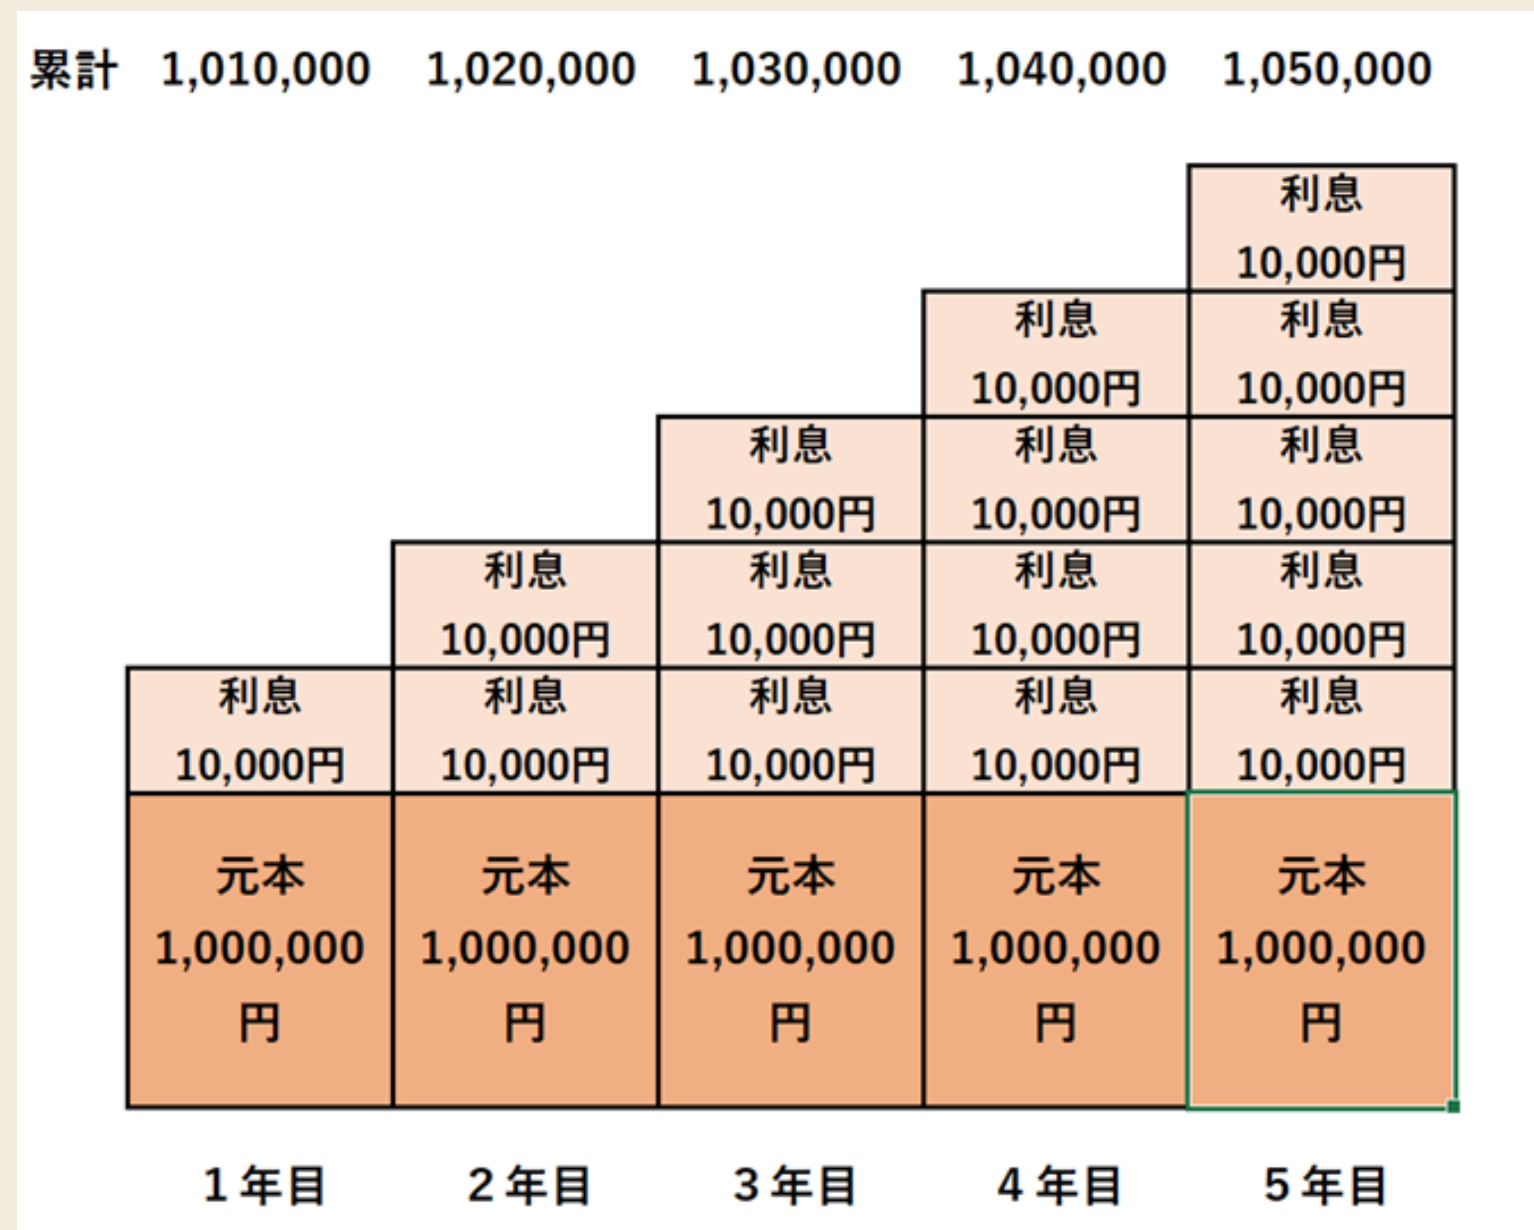 累計 1,010,000 1,020,000 1,030,000 1,040,000 1,050,000
利息
10,000円
利息 利息
10,000円 10,000円
利息 利息 利息
10,000円 10,000円 10,000円
利息 利息 利息 利息
10,000円 10,000円 10,000円 10,000円
利息 利息 利息 利息 利息
10,000円 10,000円 10,000円 10,000円 10,000円
元本 元本 元本 元本 元本
1,000,000 1,000,000 1,000,000 1,000,000 1,000,000
円 円 円 円 円
1年目 2年目 3年目 4年目 5年目